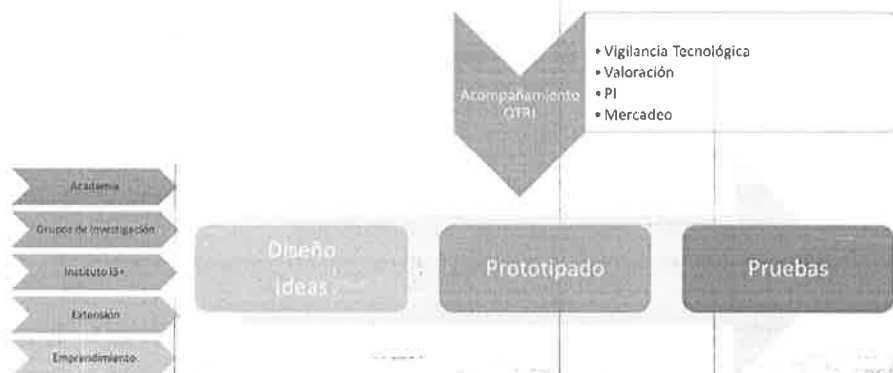 • Vigilancia Tecnológica
• Valoración
• PI
• Mercadeo
Acompañamiento
OTRI
Academia
Grupos de Investigación
Instituto i3+
Extensión
Emprendimiento
Diseño
Ideas
Prototipado
Pruebas